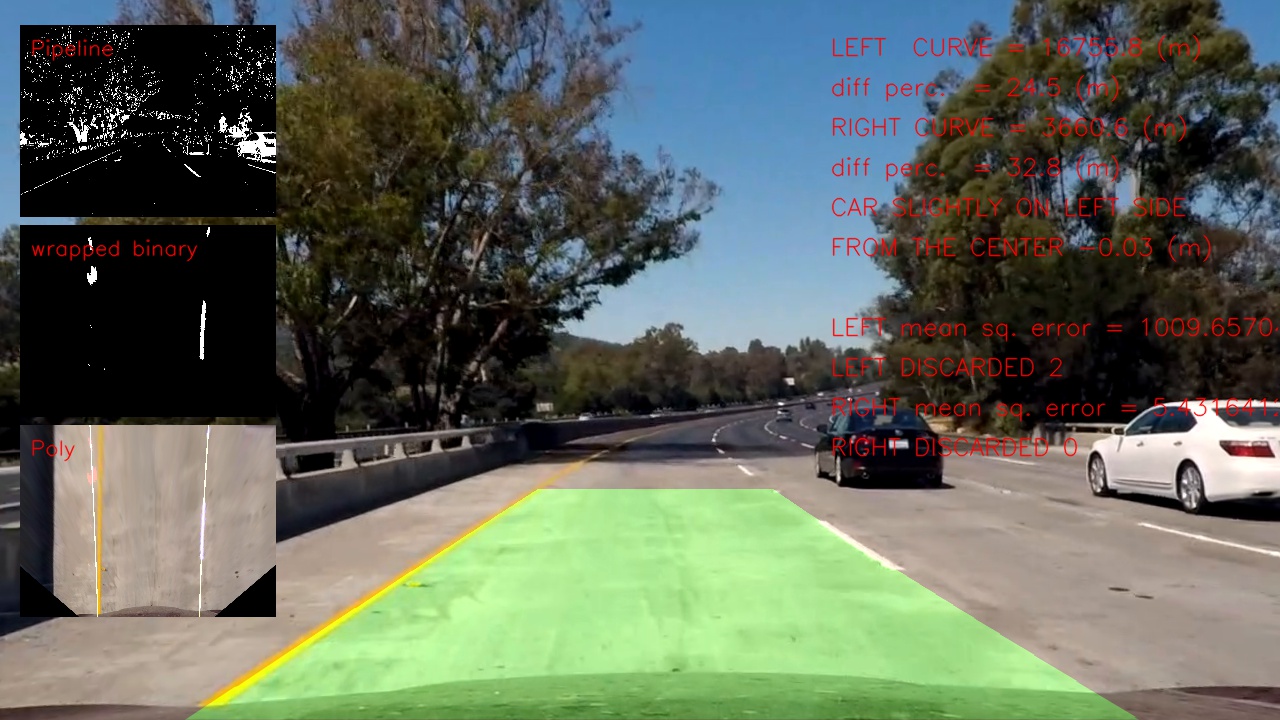 Pipeline
wrapped binary
Poly
LEFT CURVE = 16755.8 (m)
diff perc. = 24.5 (m)
RIGHT CURVE = 3660.6 (m)
diff perc. = 32.8 (m)
CAR SLIGHTLY ON LEFT SIDE
FROM THE CENTER -0.03 (m)
LEFT mean sq. error = 1009.6570
LEFT DISCARDED 2
RIGHT mean sq. error = 5.431641
RIGHT DISCARDED 0